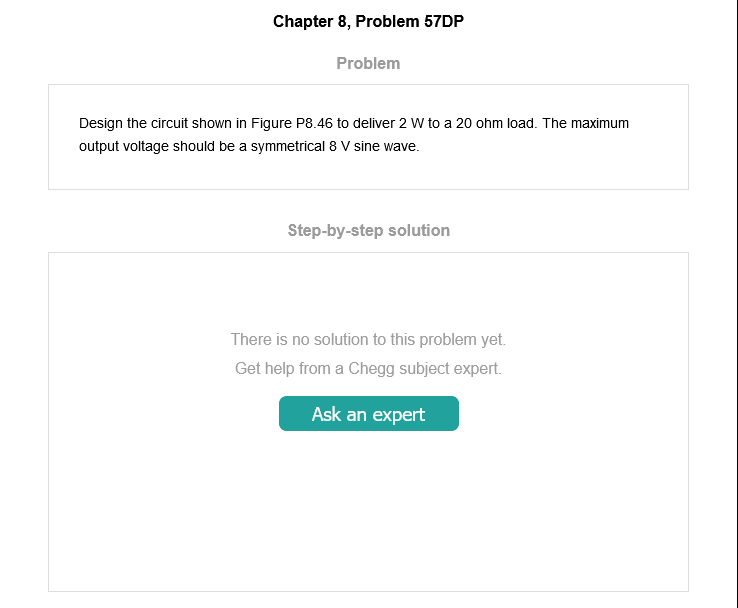 Chapter 8, Problem 57DP
Problem
Design the circuit shown in Figure P8.46 to deliver 2 W to a 20 ohm load. The maximum
output voltage should be a symmetrical 8 V sine wave.
Step-by-step solution
There is no solution to this problem yet.
Get help from a Chegg subject expert.
Ask an expert